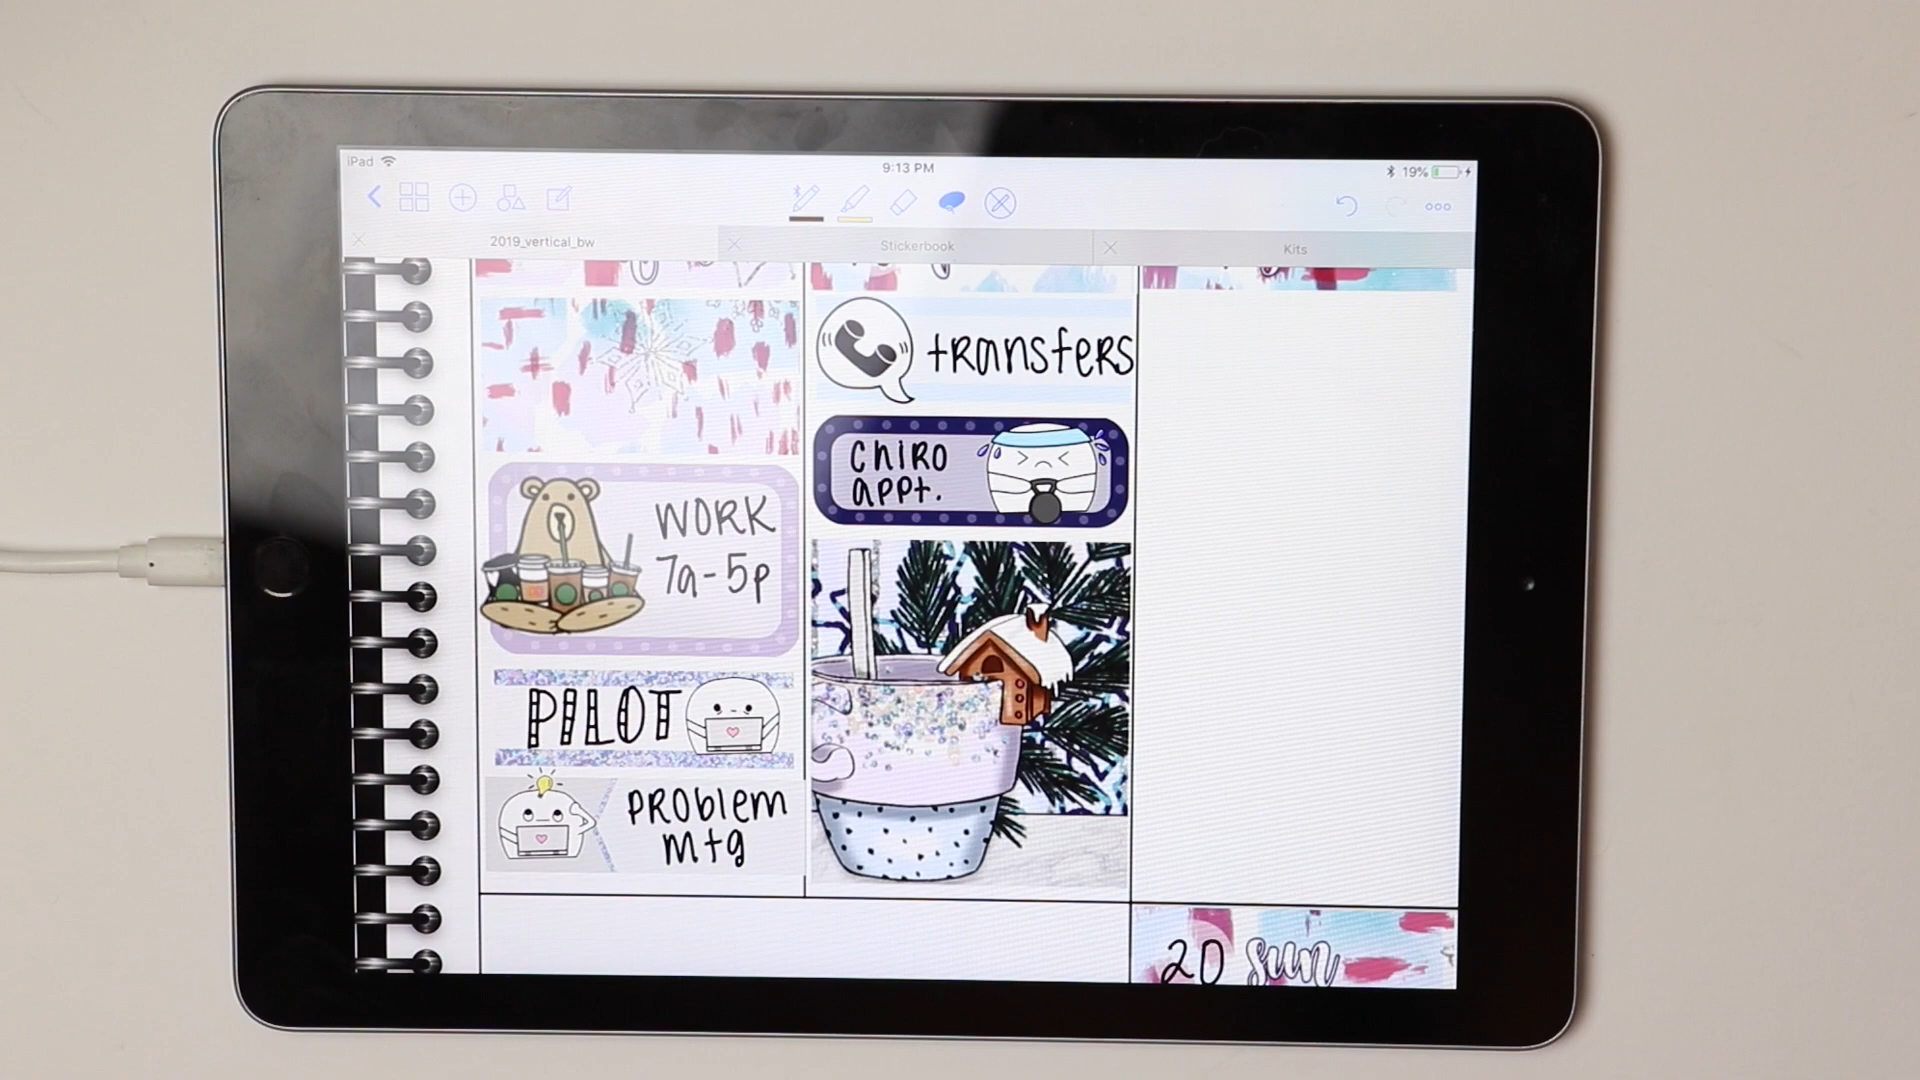 iPad
9:13 PM
19%
2019_vertical_bw
Stickerbook
Kits
transfers
Chiro
appt.
WORK
7a-5p
PILOT
PROblem
mtg
20 sun